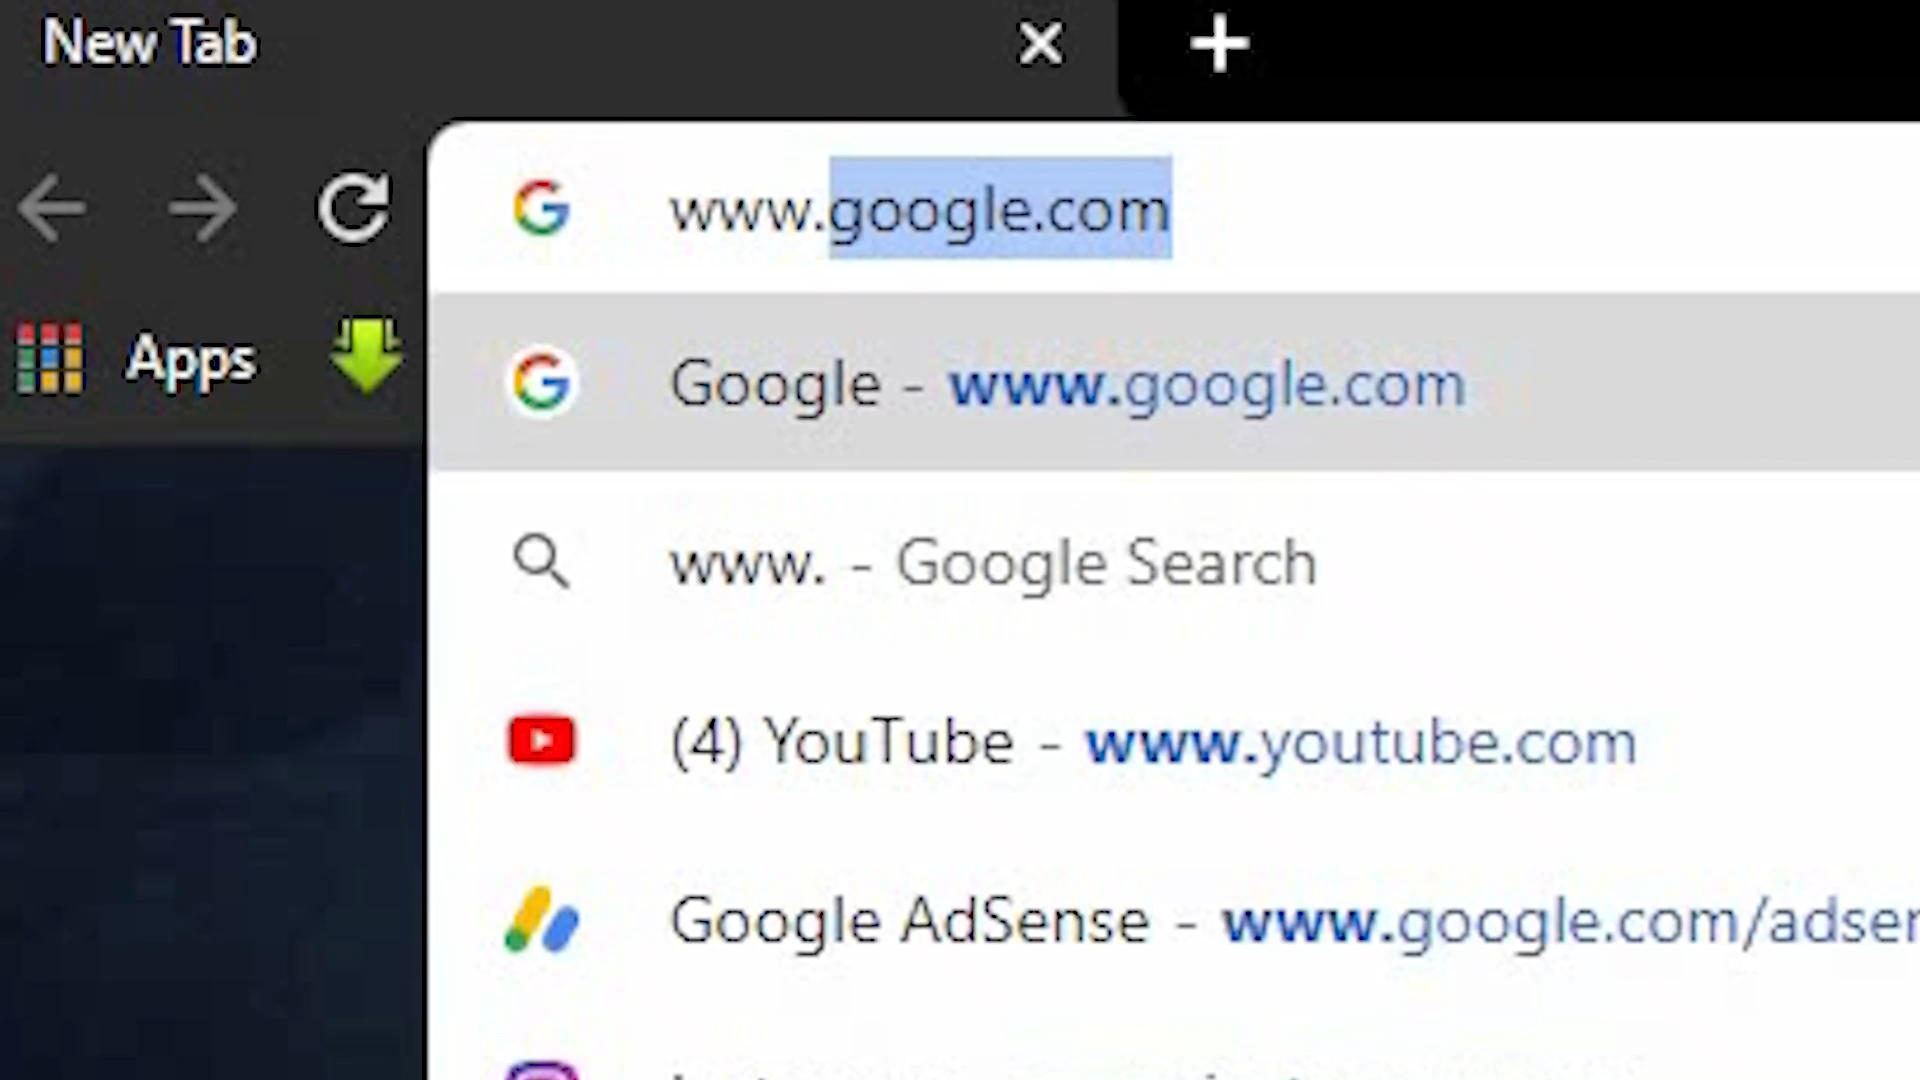 New Tab
www.google.com
Apps
Google - www.google.com
www. - Google Search
(4) YouTube - www.youtube.com
Google AdSense - www.google.com/adser